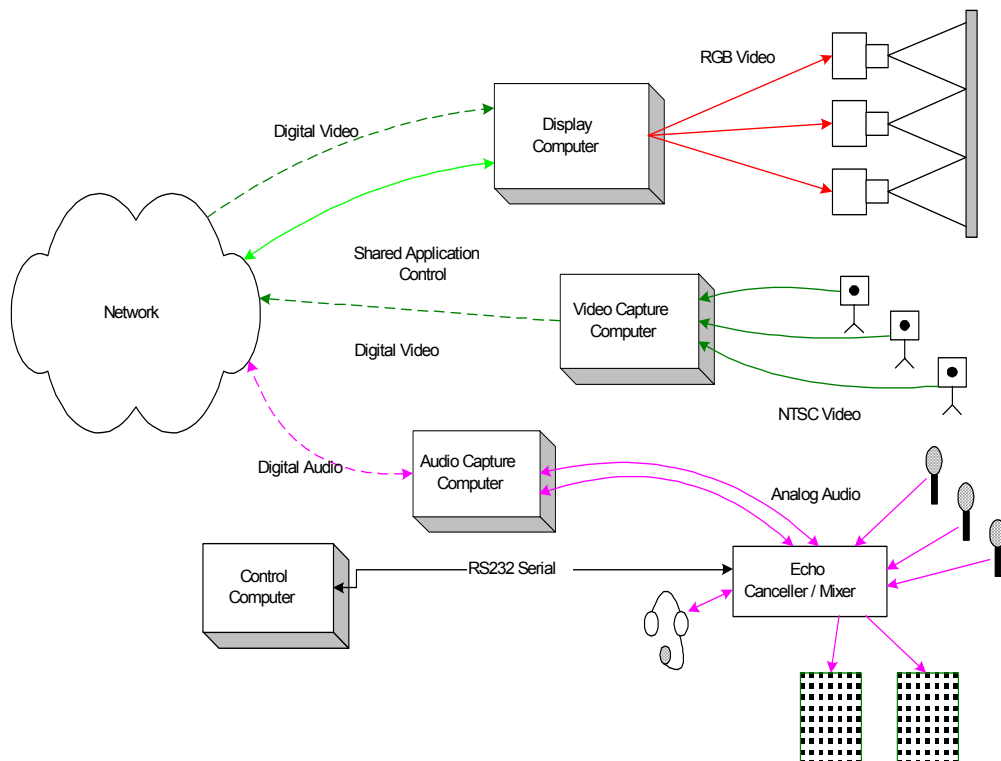 RGB Video
Display
Computer
Digital Video
Shared Application
Control
Network
Video Capture
Computer
Digital Video
NTSC Video
Audio Capture
Computer
Digital Audio
Analog Audio
Control
Computer
RS232 Serial
Echo
Canceller / Mixer